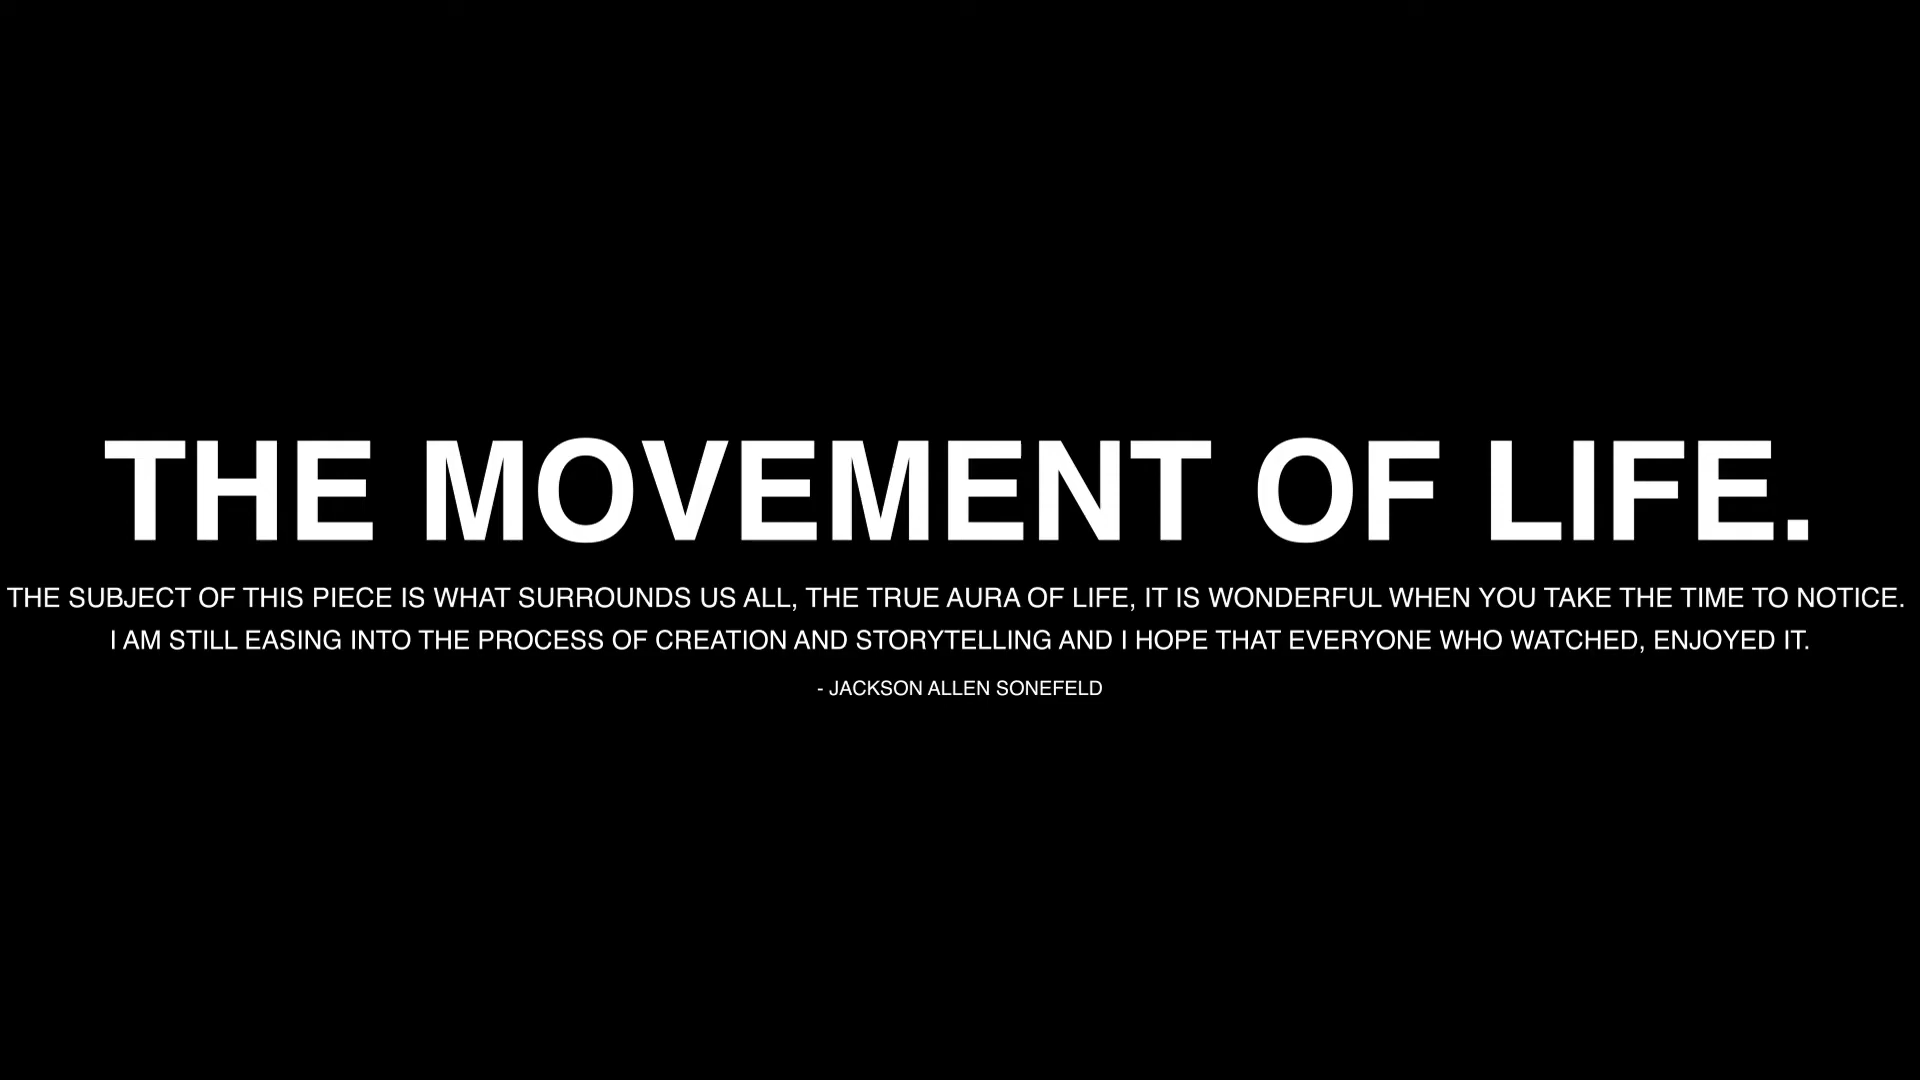 THE MOVEMENT OF LIFE.
THE SUBJECT OF THIS PIECE IS WHAT SURROUNDS US ALL, THE TRUE AURA OF LIFE, IT IS WONDERFUL WHEN YOU TAKE THE TIME TO NOTICE.
I AM STILL EASING INTO THE PROCESS OF CREATION AND STORYTELLING AND I HOPE THAT EVERYONE WHO WATCHED, ENJOYED IT.
- JACKSON ALLEN SONEFELD